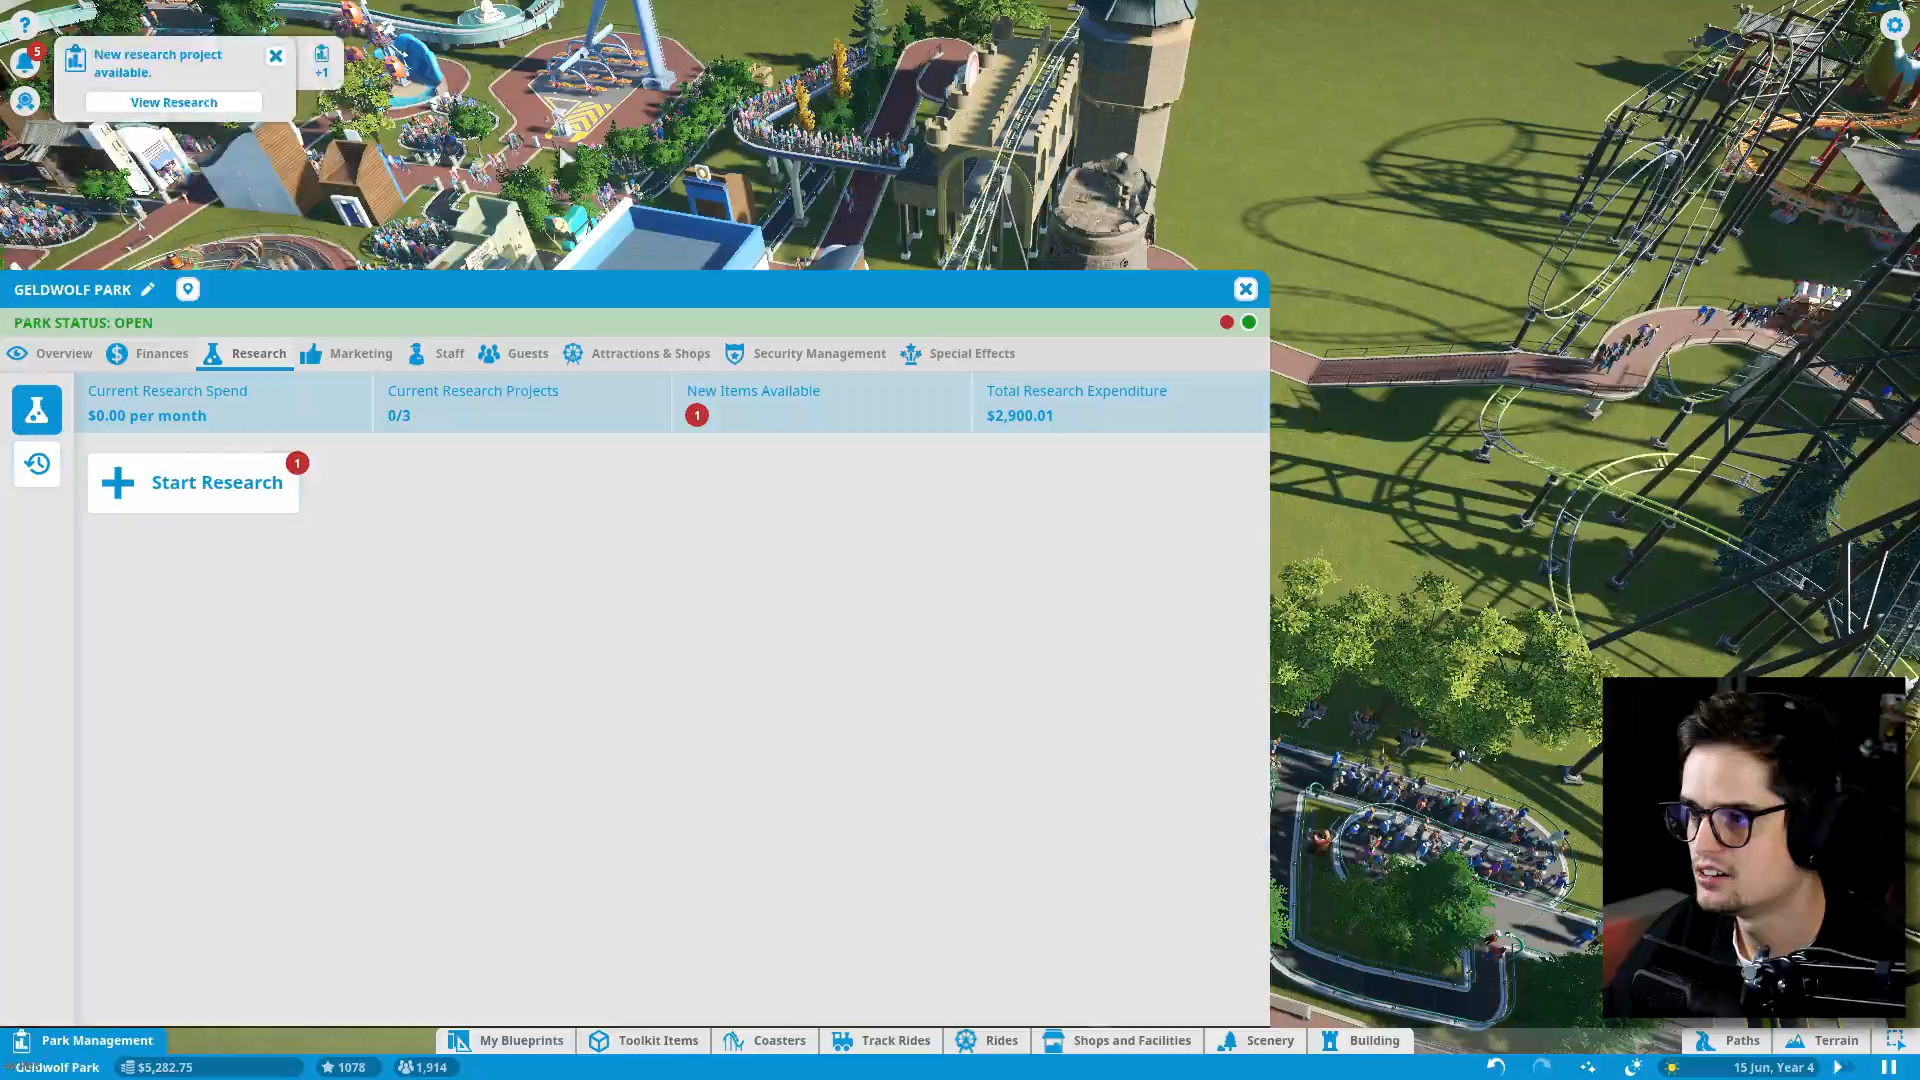 5
New research project
available.
View Research
+1
GELDWOLF PARK
PARK STATUS: OPEN
Overview
Finances
Research
Marketing
Staff
Guests
Attractions & Shops
Security Management
Special Effects
Current Research Spend
$0.00 per month
Current Research Projects
0/3
New Items Available
1
Total Research Expenditure
$2,900.01
Start Research
1
Park Management
My Blueprints
Toolkit Items
Coasters
Track Rides
Rides
Shops and Facilities
Scenery
Building
Paths
Terrain
Geldwolf Park
$5,282.75
1078
1,914
15 Jun, Year 4